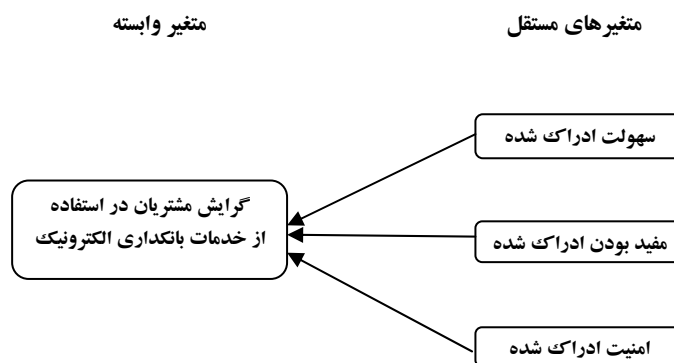 متغیرهای مستقل
متغیر وابسته
سهولت ادراک شده
گرایش مشتریان در استفاده
از خدمات بانکداری الکترونیک
مفید بودن ادراک شده
امنیت ادراک شده